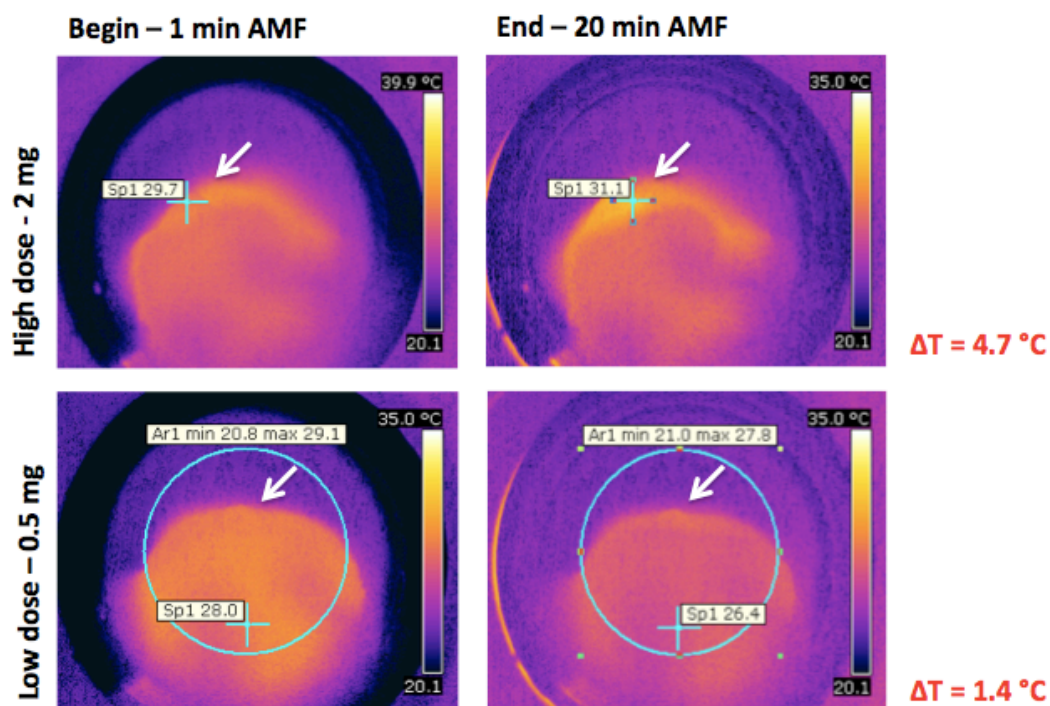 Begin – 1 min AMF
End – 20 min AMF
High dose - 2 mg
39.9 °C
Sp1 29.7
20.1
35.0 °C
Sp1 31.1
20.1
ΔT = 4.7 °C
Low dose – 0.5 mg
35.0 °C
Ar1 min 20.8 max 29.1
Sp1 28.0
20.1
35.0 °C
Ar1 min 21.0 max 27.8
Sp1 26.4
20.1
ΔT = 1.4 °C